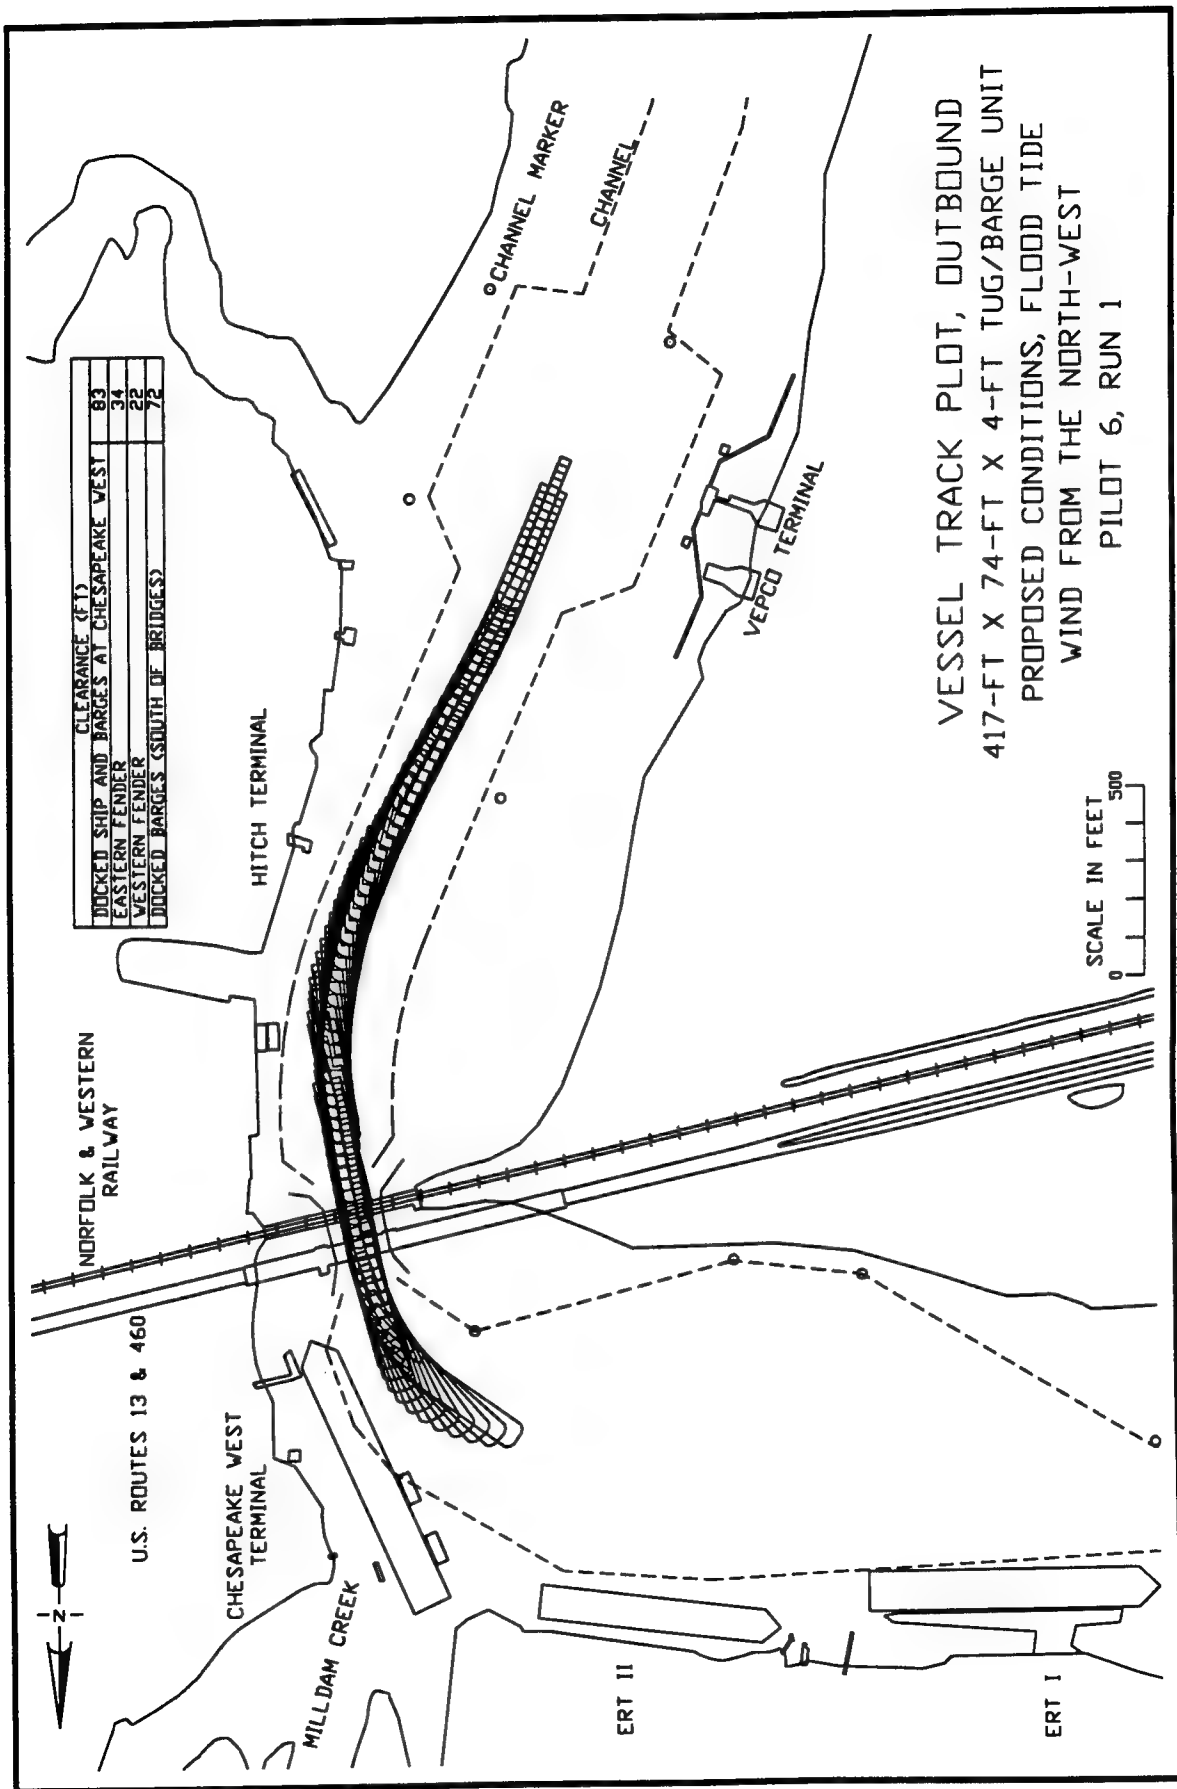 CLEARANCE (FT)
DOCKED SHIP AND BARGES AT CHESAPEAKE WEST 83
EASTERN FENDER 34
WESTERN FENDER 22
DOCKED BARGES (SOUTH OF BRIDGES) 72
N
U.S. ROUTES 13 & 460
NORFOLK & WESTERN
RAILWAY
CHESAPEAKE WEST
TERMINAL
MILLDAM CREEK
HITCH TERMINAL
CHANNEL MARKER
CHANNEL
VEPCO TERMINAL
ERT II
ERT I
SCALE IN FEET
0 500
VESSEL TRACK PLOT, OUTBOUND
417-FT X 74-FT X 4-FT TUG/BARGE UNIT
PROPOSED CONDITIONS, FLOOD TIDE
WIND FROM THE NORTH-WEST
PILOT 6, RUN 1